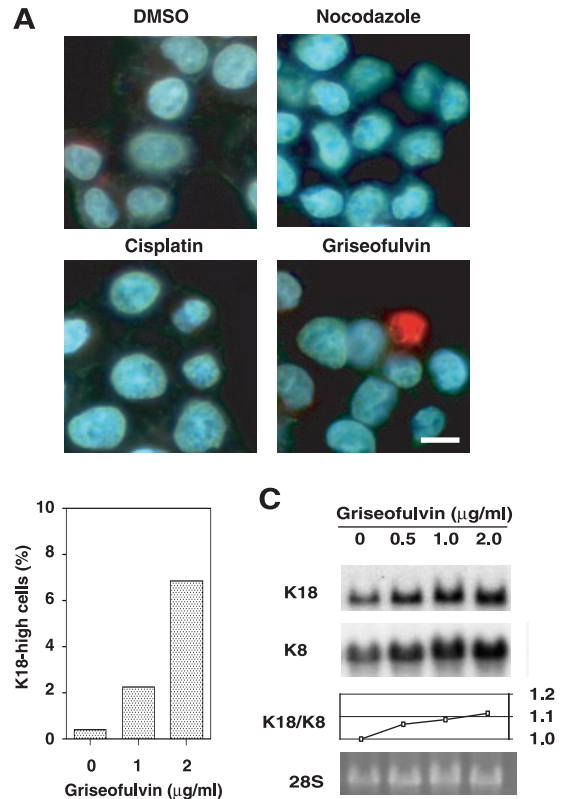 A
DMSO Nocodazole
Cisplatin Griseofulvin
10
8
6
4
2
0
K18-high cells (%)
0 1 2
Griseofulvin (µg/ml)
C
Griseofulvin (µg/ml)
0 0.5 1.0 2.0
K18
K8
K18/K8
1.2
1.1
1.0
28S